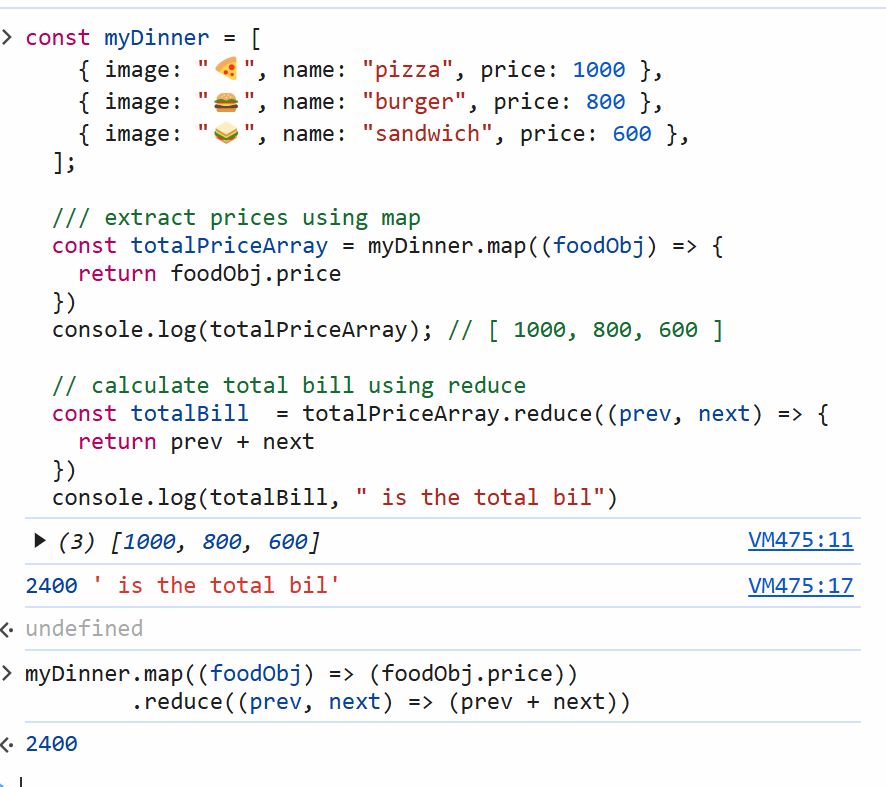 const myDinner = [
{ image: "🍕", name: "pizza", price: 1000 },
{ image: "🍔", name: "burger", price: 800 },
{ image: "🥪", name: "sandwich", price: 600 },
];
/// extract prices using map
const totalPriceArray = myDinner.map((foodObj) => {
return foodObj.price
})
console.log(totalPriceArray); // [ 1000, 800, 600 ]
// calculate total bill using reduce
const totalBill  = totalPriceArray.reduce((prev, next) => {
return prev + next
})
console.log(totalBill, " is the total bil")
(3) [1000, 800, 600] VM475:11
2400 ' is the total bil' VM475:17
undefined
myDinner.map((foodObj) => (foodObj.price))
.reduce((prev, next) => (prev + next))
2400